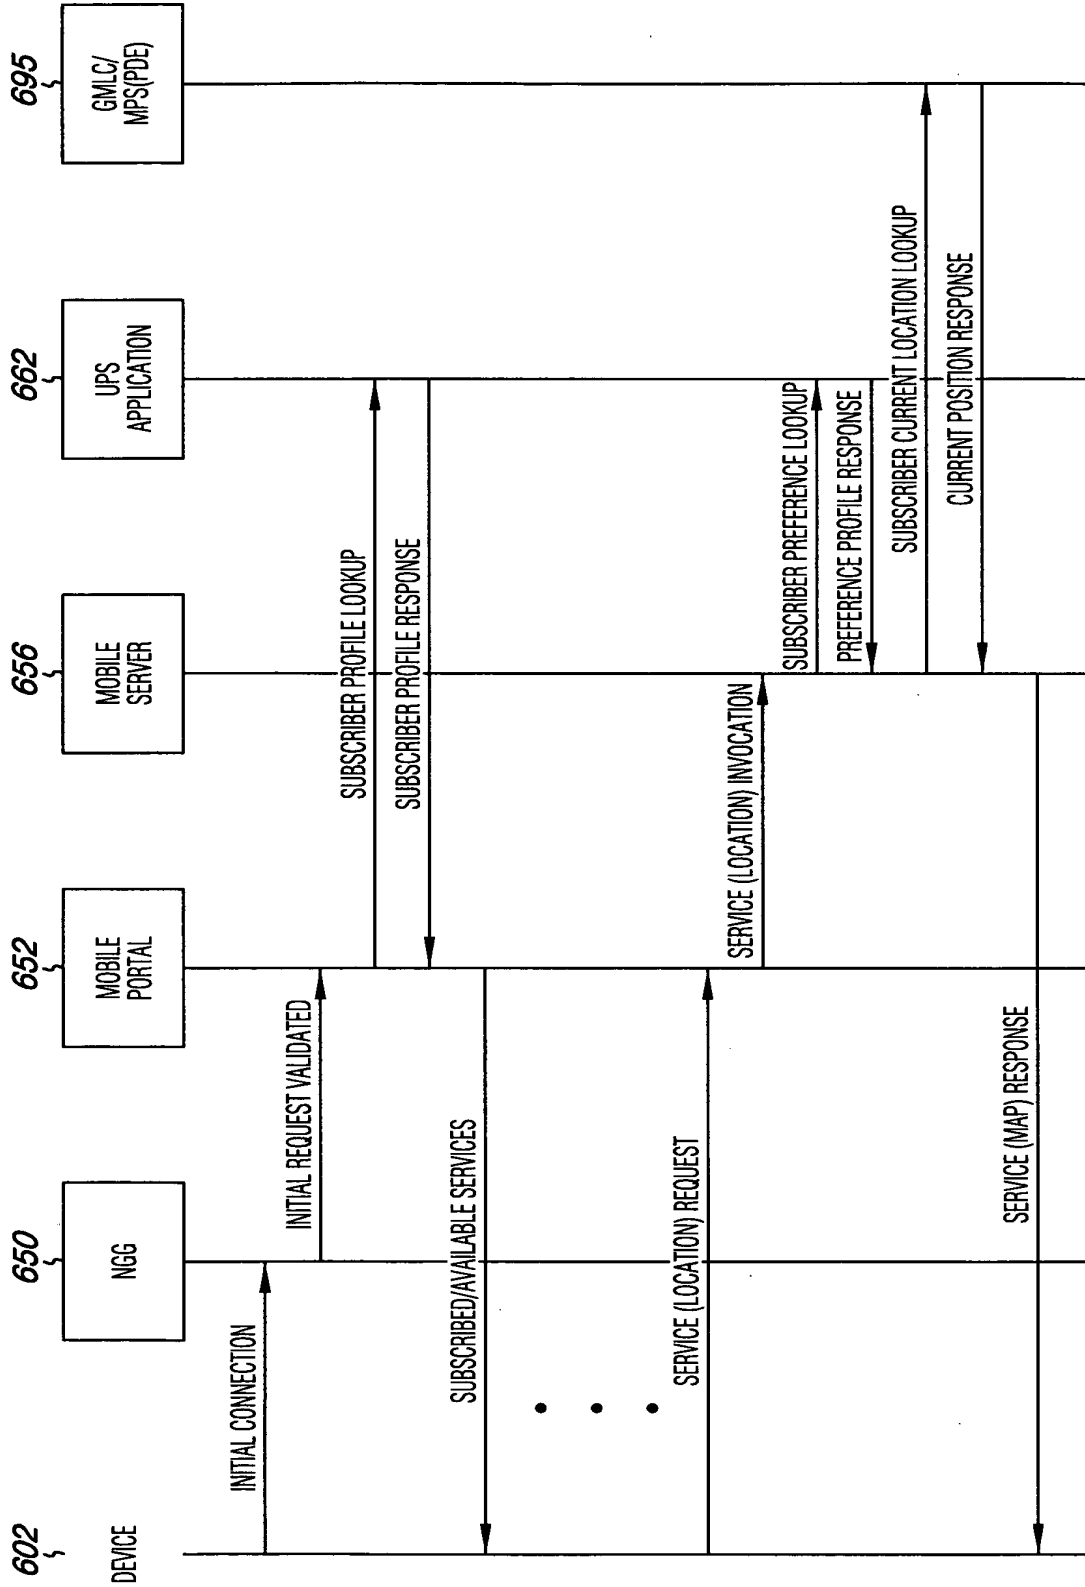 602
DEVICE
650
NGG
652
MOBILE
PORTAL
656
MOBILE
SERVER
662
UPS
APPLICATION
695
GMLC/
MPS(PDE)
INITIAL CONNECTION
INITIAL REQUEST VALIDATED
SUBSCRIBER PROFILE LOOKUP
SUBSCRIBER PROFILE RESPONSE
SUBSCRIBED/AVAILABLE SERVICES
SERVICE (LOCATION) REQUEST
SERVICE (LOCATION) INVOCATION
SUBSCRIBER PREFERENCE LOOKUP
PREFERENCE PROFILE RESPONSE
SUBSCRIBER CURRENT LOCATION LOOKUP
CURRENT POSITION RESPONSE
SERVICE (MAP) RESPONSE